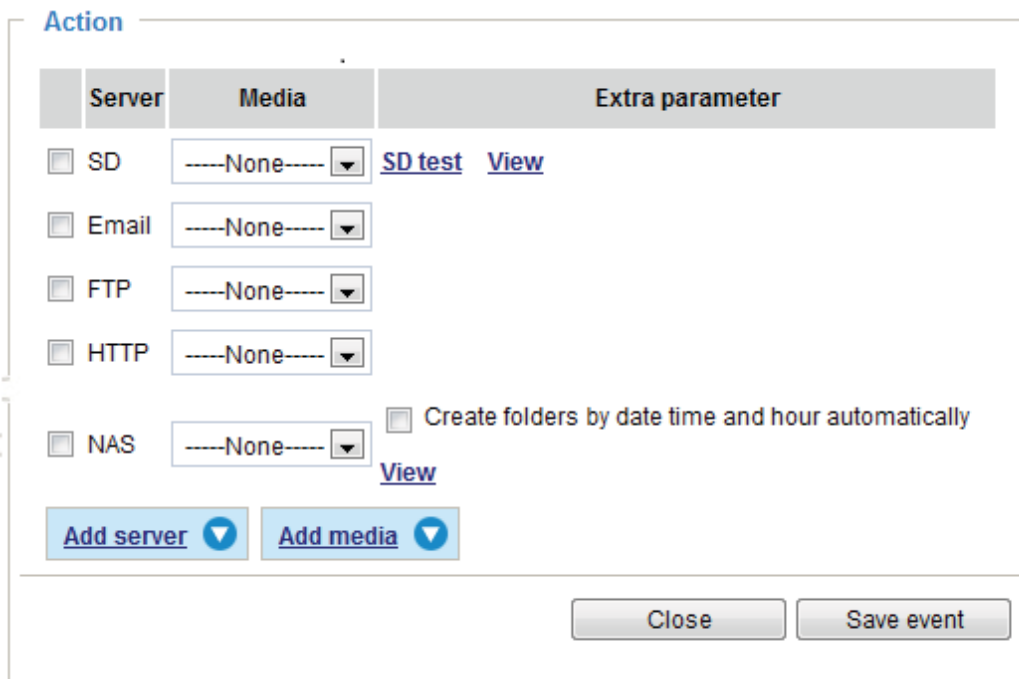 Action
Server Media Extra parameter
SD -----None----- SD test View
Email -----None-----
FTP -----None-----
HTTP -----None-----
Create folders by date time and hour automatically
NAS -----None-----
View
Add server Add media
Close Save event